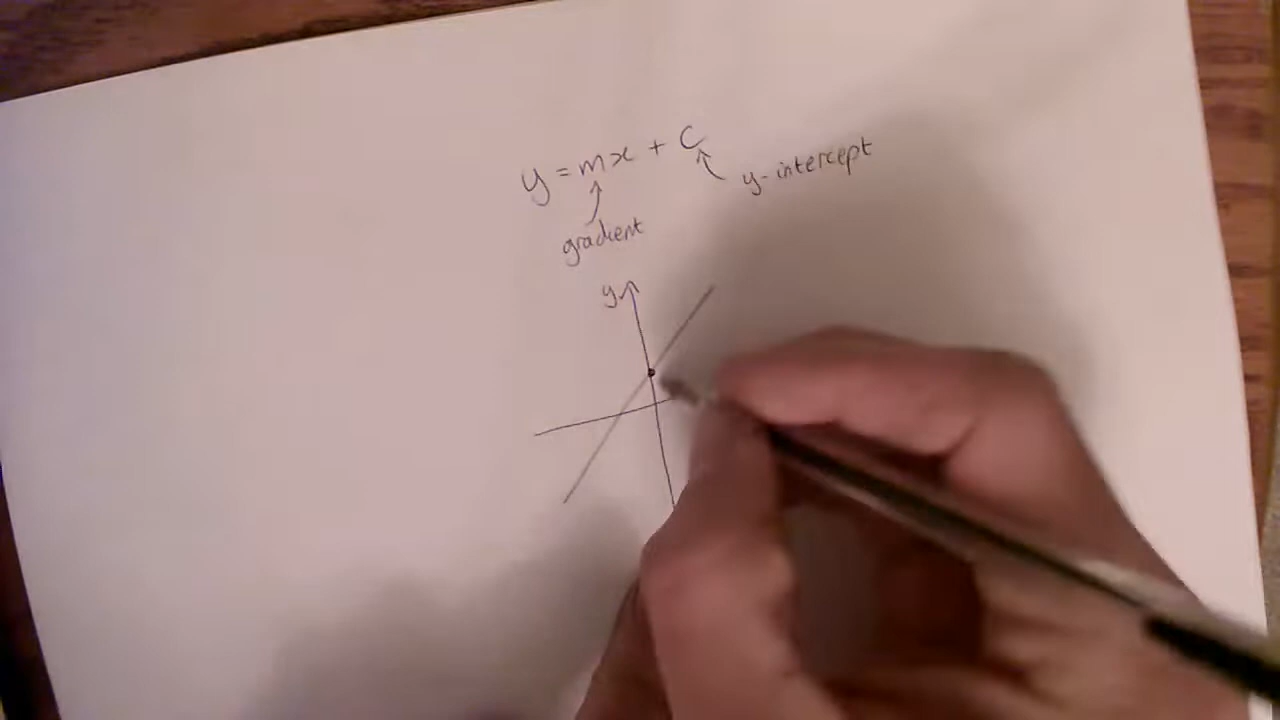 y = mx + c
y-intercept
gradient
y